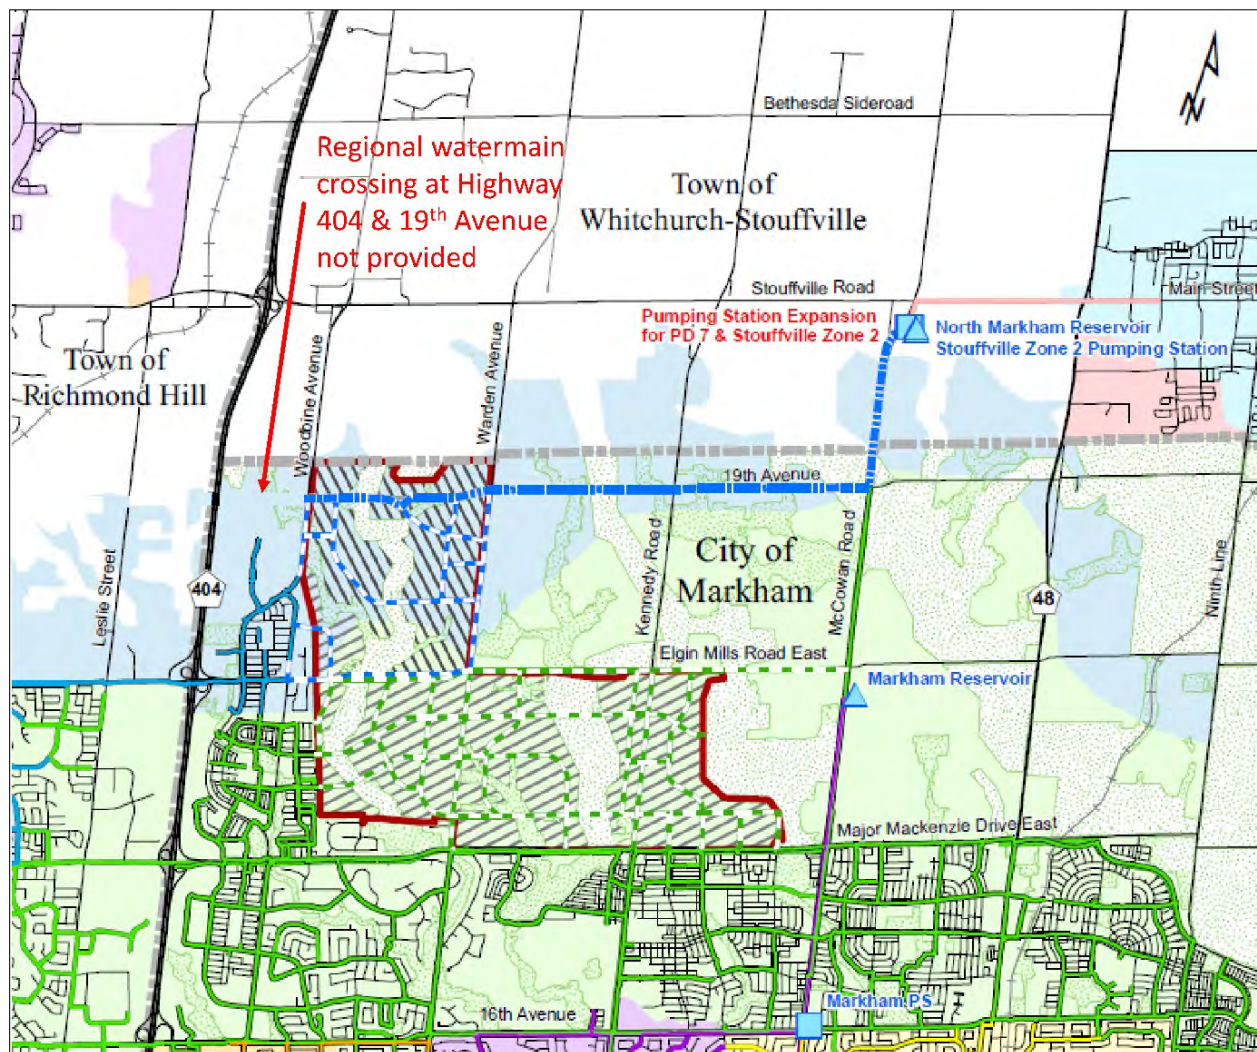 Bethesda Sideroad
N
Regional watermain
crossing at Highway
404 & 19th Avenue
not provided
Town of
Whitchurch-Stouffville
Stouffville Road
Main Street
Pumping Station Expansion
for PD 7 & Stouffville Zone 2
North Markham Reservoir
Stouffville Zone 2 Pumping Station
Town of
Richmond Hill
Woodbine Avenue
Warden Avenue
19th Avenue
City of
Markham
Kennedy Road
McCowan Road
Leslie Street
404
48
Ninth Line
Elgin Mills Road East
Markham Reservoir
Major Mackenzie Drive East
Markham PS
16th Avenue